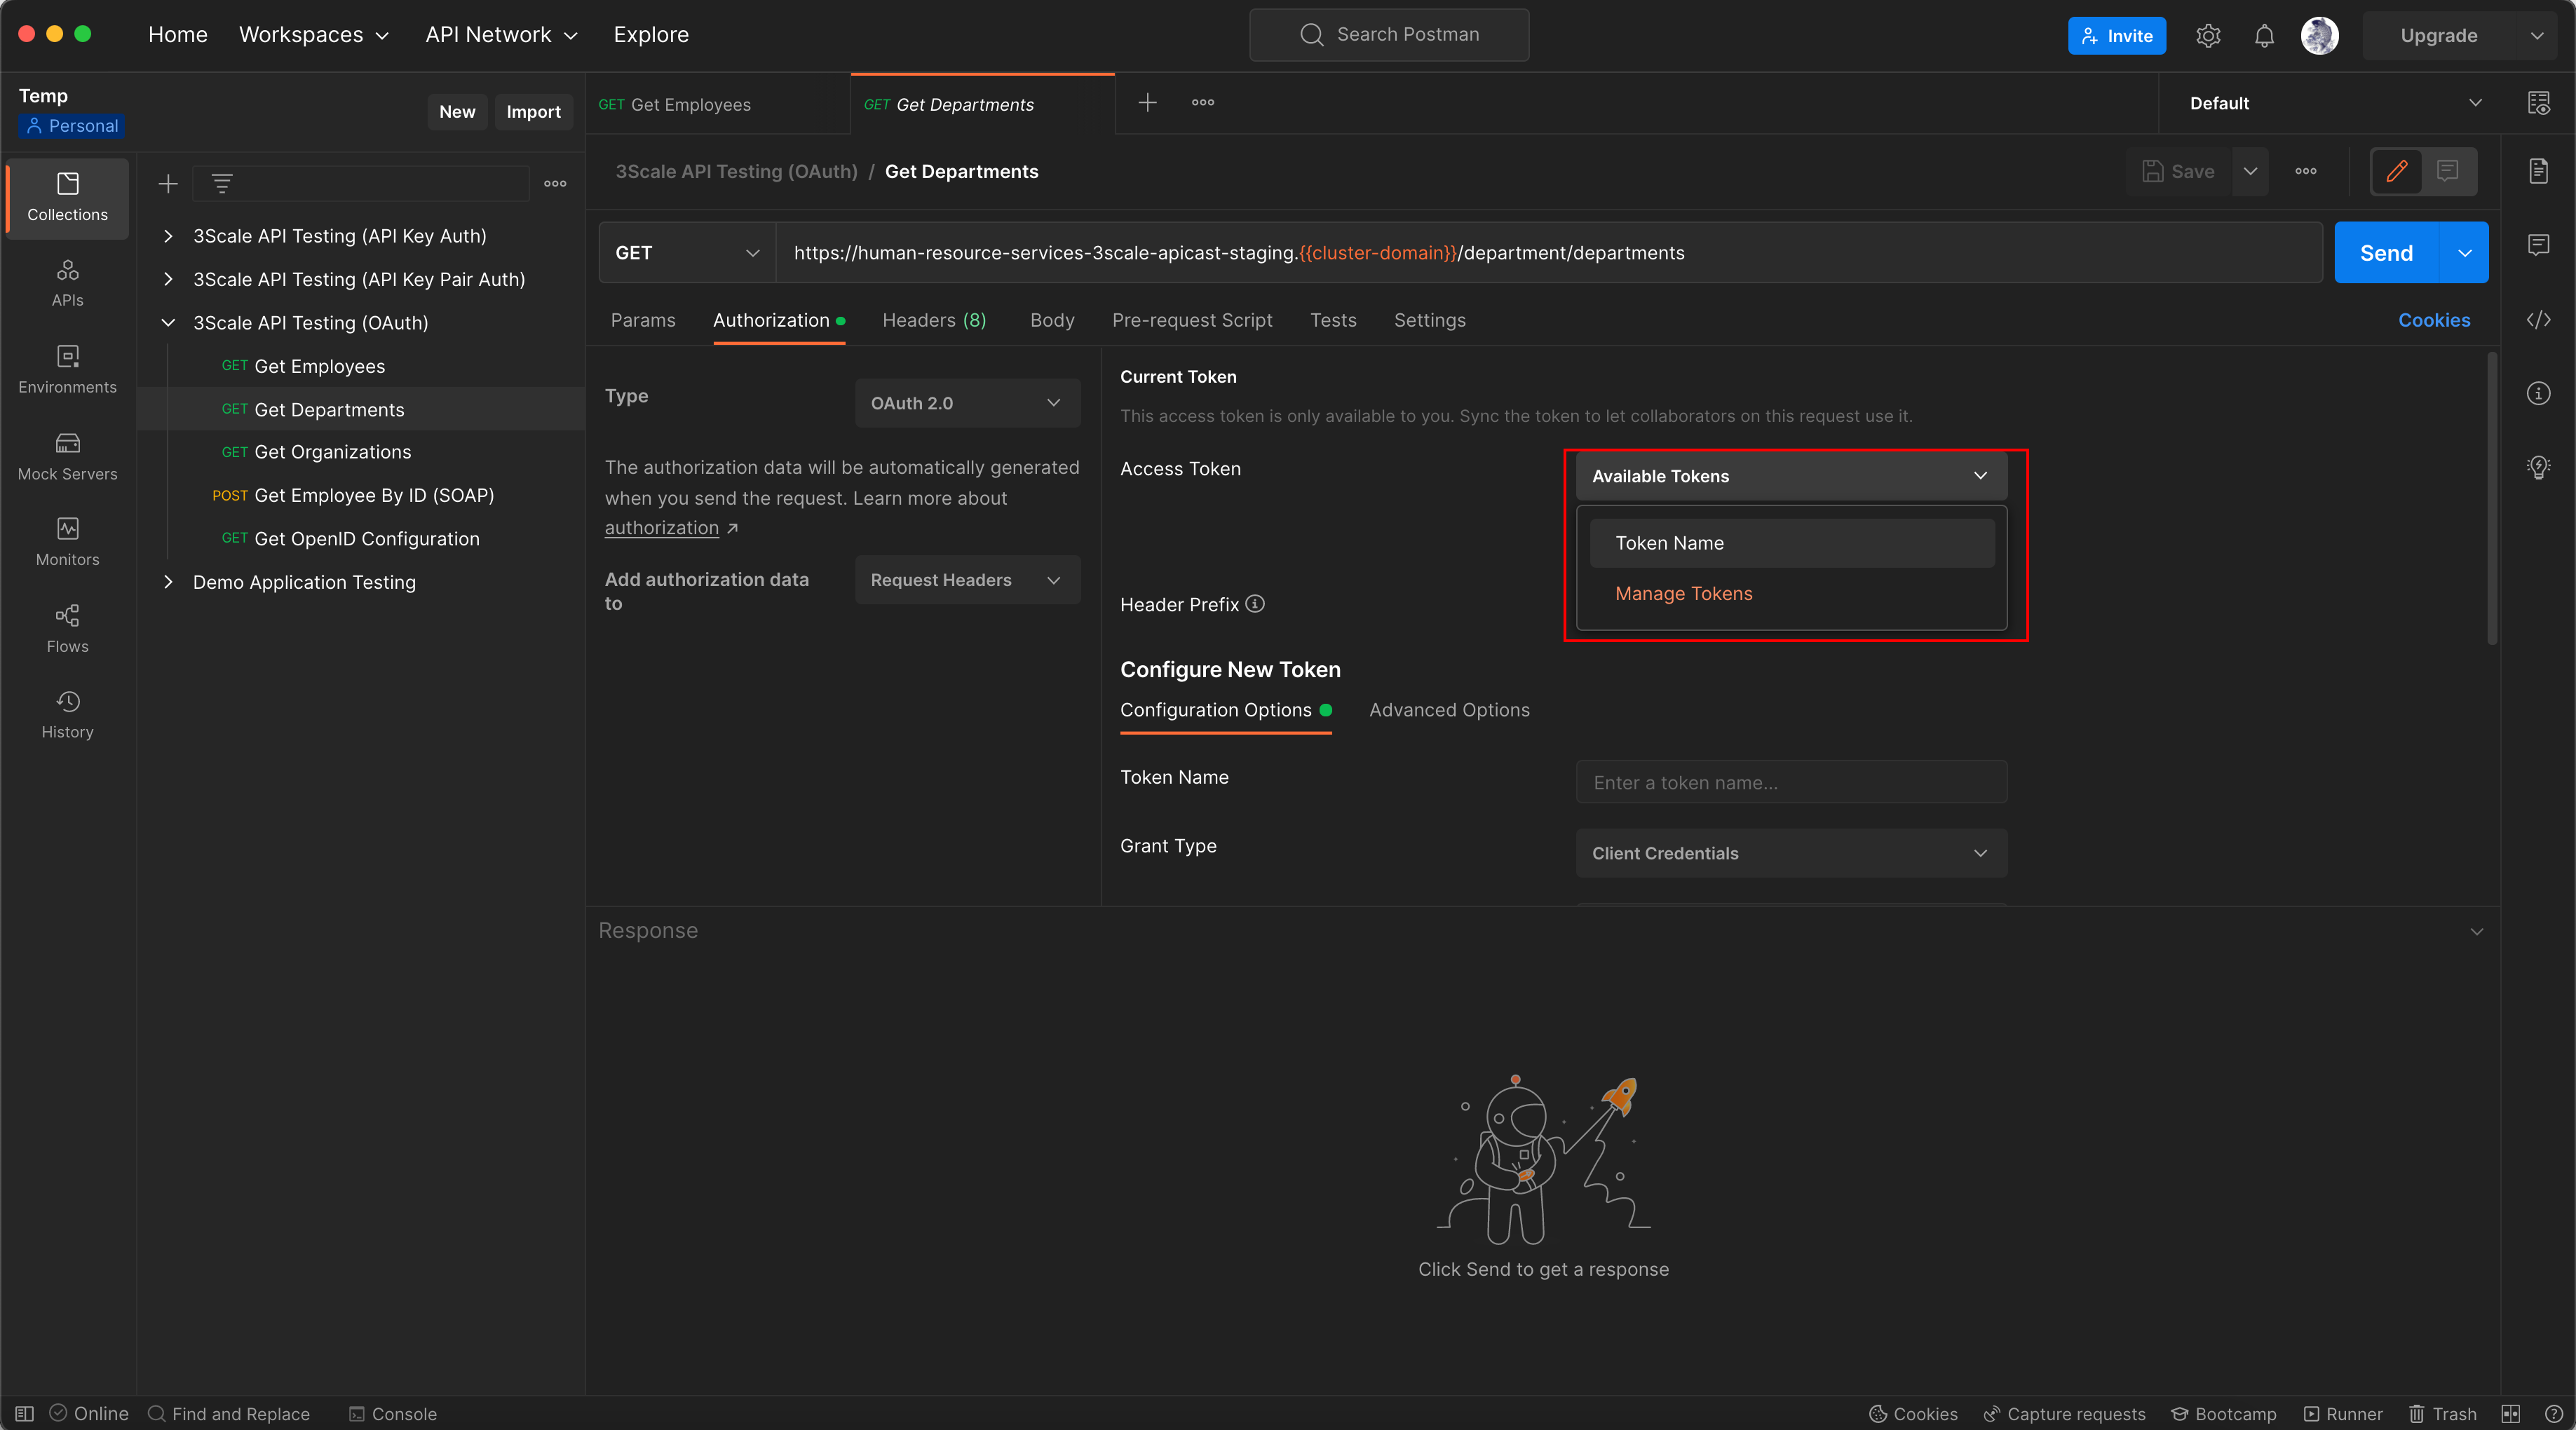 Home Workspaces API Network Explore Search Postman Invite Upgrade
Temp
Personal
New Import
GET Get Employees GET Get Departments Default
3Scale API Testing (OAuth) / Get Departments Save
GET https://human-resource-services-3scale-apicast-staging.{{cluster-domain}}/department/departments Send
Params Authorization Headers (8) Body Pre-request Script Tests Settings Cookies
Collections
APIs
Environments
Mock Servers
Monitors
Flows
History
3Scale API Testing (API Key Auth)
3Scale API Testing (API Key Pair Auth)
3Scale API Testing (OAuth)
GET Get Employees
GET Get Departments
GET Get Organizations
POST Get Employee By ID (SOAP)
GET Get OpenID Configuration
Demo Application Testing
Type OAuth 2.0
The authorization data will be automatically generated
when you send the request. Learn more about
authorization ↗
Add authorization data
to
Request Headers
Current Token
This access token is only available to you. Sync the token to let collaborators on this request use it.
Access Token Available Tokens
Token Name
Manage Tokens
Header Prefix
Configure New Token
Configuration Options Advanced Options
Token Name Enter a token name...
Grant Type Client Credentials
Response
Click Send to get a response
Online Find and Replace Console Cookies Capture requests Bootcamp Runner Trash